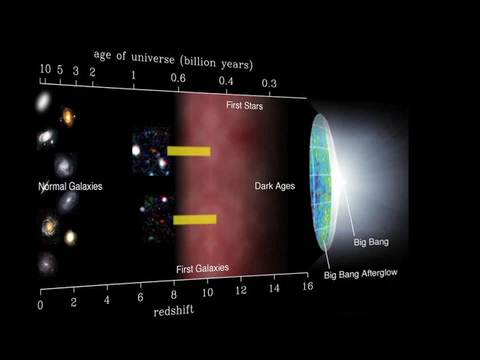 age of universe (billion years)
10 5 3 2 1 0.6 0.4 0.3
First Stars
Normal Galaxies
Dark Ages
Big Bang
First Galaxies
Big Bang Afterglow
0 2 4 6 8 10 12 14 16
redshift